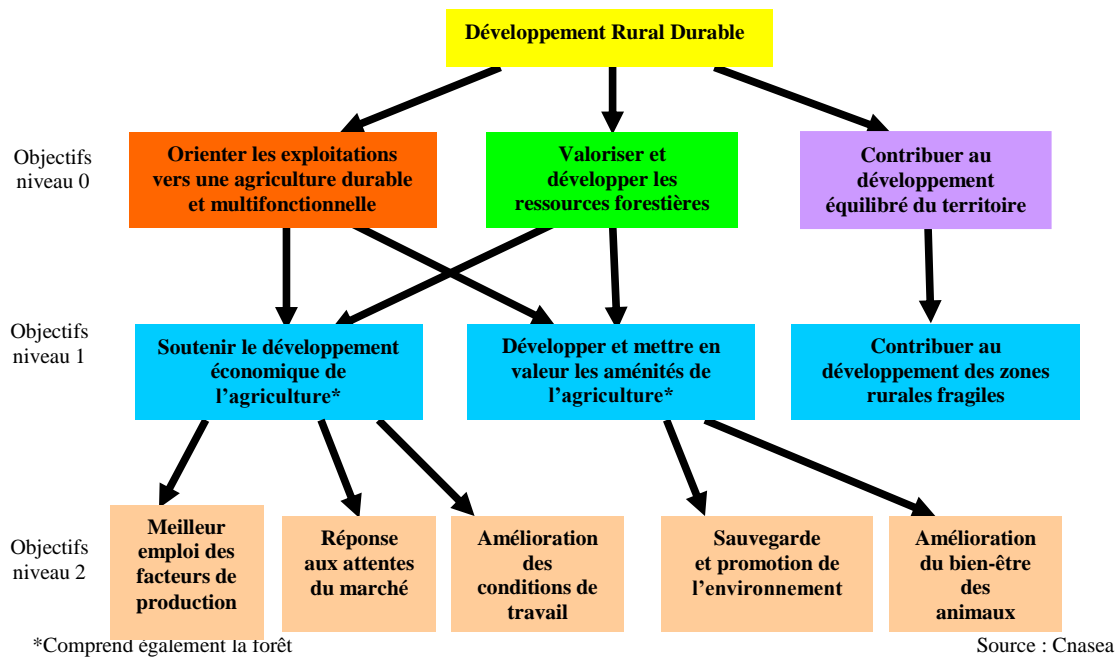 Développement Rural Durable
Objectifs
niveau 0
Orienter les exploitations
vers une agriculture durable
et multifonctionnelle
Valoriser et
développer les
ressources forestières
Contribuer au
développement
équilibré du territoire
Objectifs
niveau 1
Soutenir le développement
économique de
l’agriculture*
Développer et mettre en
valeur les aménités de
l’agriculture*
Contribuer au
développement des zones
rurales fragiles
Objectifs
niveau 2
Meilleur
emploi des
facteurs de
production
Réponse
aux attentes
du marché
Amélioration
des
conditions de
travail
Sauvegarde
et promotion de
l’environnement
Amélioration
du bien-être
des
animaux
*Comprend également la forêt
Source : Cnasea